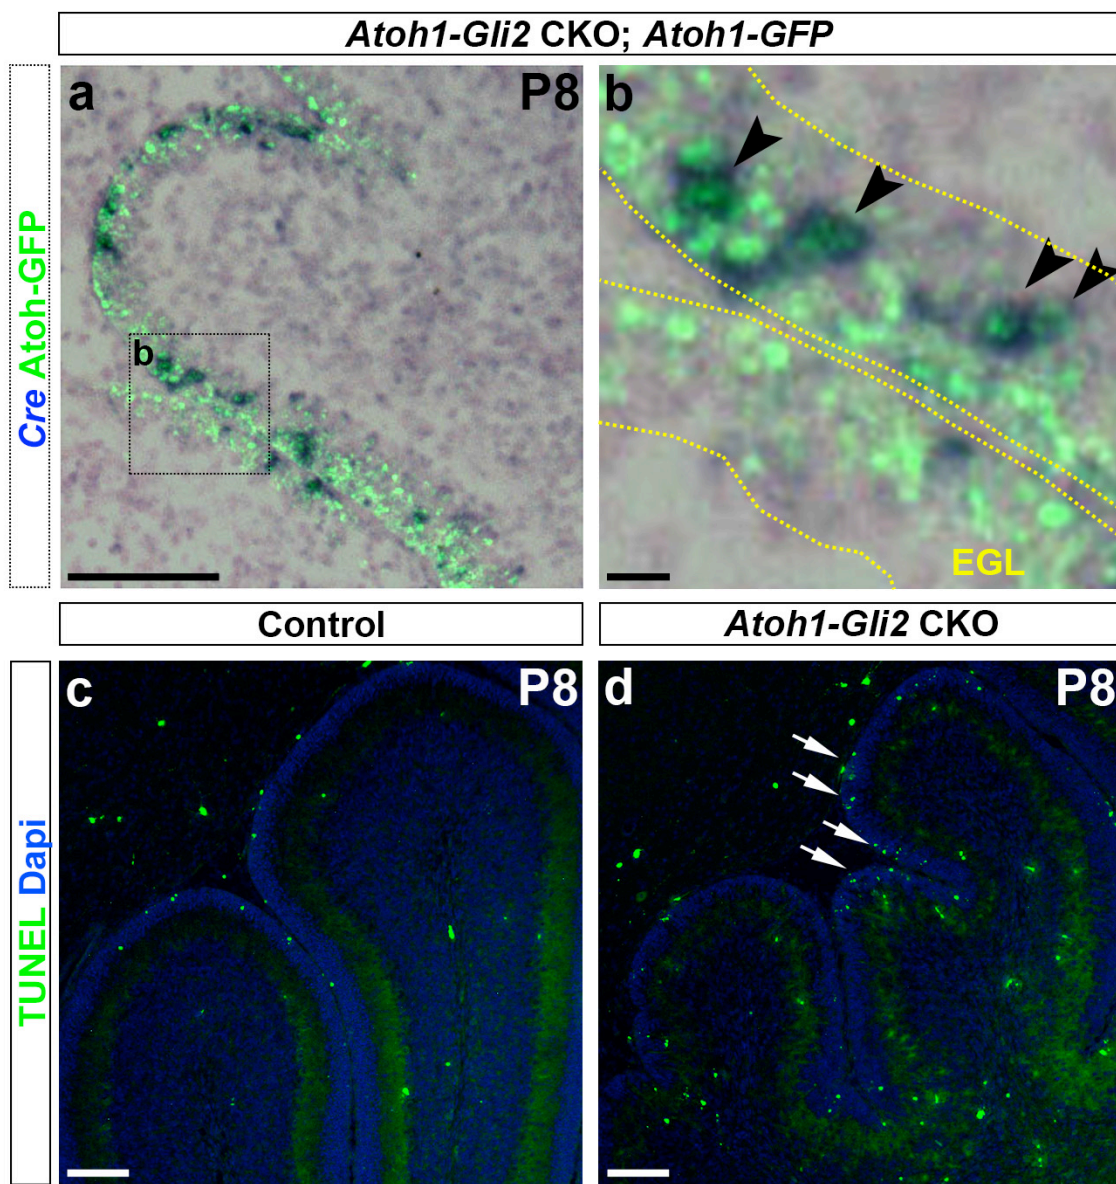 Atoh1-Gli2 CKO; Atoh1-GFP
Cre Atoh-GFP
a
P8
b
b
EGL
Control
Atoh1-Gli2 CKO
TUNEL Dapi
c
P8
d
P8